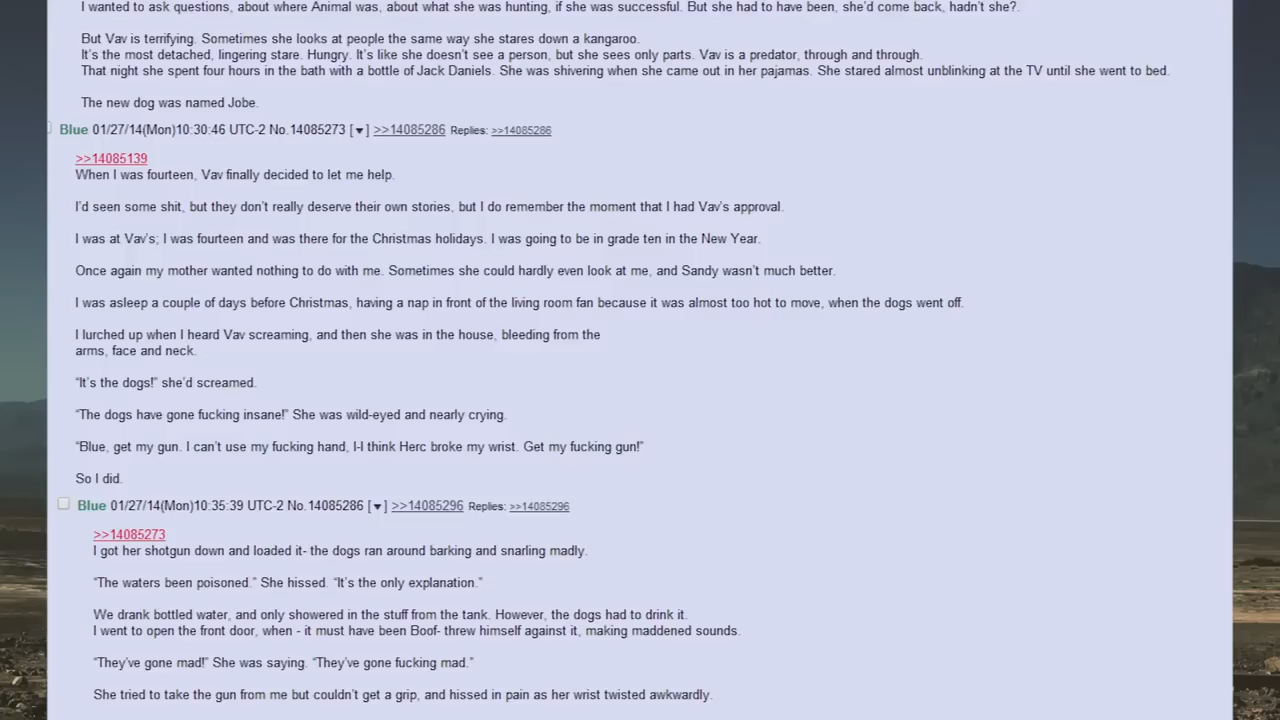 I wanted to ask questions, about where Animal was, about what she was hunting, if she was successful. But she had to have been, she'd come back, hadn't she?.
But Vav is terrifying. Sometimes she looks at people the same way she stares down a kangaroo.
It's the most detached, lingering stare. Hungry. It's like she doesn't see a person, but she sees only parts. Vav is a predator, through and through.
That night she spent four hours in the bath with a bottle of Jack Daniels. She was shivering when she came out in her pajamas. She stared almost unblinking at the TV until she went to bed.
The new dog was named Jobe.
Blue 01/27/14(Mon)10:30:46 UTC-2 No.14085273 [▼] >>14085286 Replies: >>14085286
>>14085139
When I was fourteen, Vav finally decided to let me help.
I'd seen some shit, but they don't really deserve their own stories, but I do remember the moment that I had Vav's approval.
I was at Vav's; I was fourteen and was there for the Christmas holidays. I was going to be in grade ten in the New Year.
Once again my mother wanted nothing to do with me. Sometimes she could hardly even look at me, and Sandy wasn't much better.
I was asleep a couple of days before Christmas, having a nap in front of the living room fan because it was almost too hot to move, when the dogs went off.
I lurched up when I heard Vav screaming, and then she was in the house, bleeding from the
arms, face and neck.
“It's the dogs!” she'd screamed.
“The dogs have gone fucking insane!” She was wild-eyed and nearly crying.
“Blue, get my gun. I can't use my fucking hand, I-I think Herc broke my wrist. Get my fucking gun!”
So I did.
Blue 01/27/14(Mon)10:35:39 UTC-2 No.14085286 [▼] >>14085296 Replies: >>14085296
>>14085273
I got her shotgun down and loaded it- the dogs ran around barking and snarling madly.
“The waters been poisoned.” She hissed. “It's the only explanation.”
We drank bottled water, and only showered in the stuff from the tank. However, the dogs had to drink it.
I went to open the front door, when - it must have been Boof- threw himself against it, making maddened sounds.
“They've gone mad!” She was saying. “They've gone fucking mad.”
She tried to take the gun from me but couldn't get a grip, and hissed in pain as her wrist twisted awkwardly.